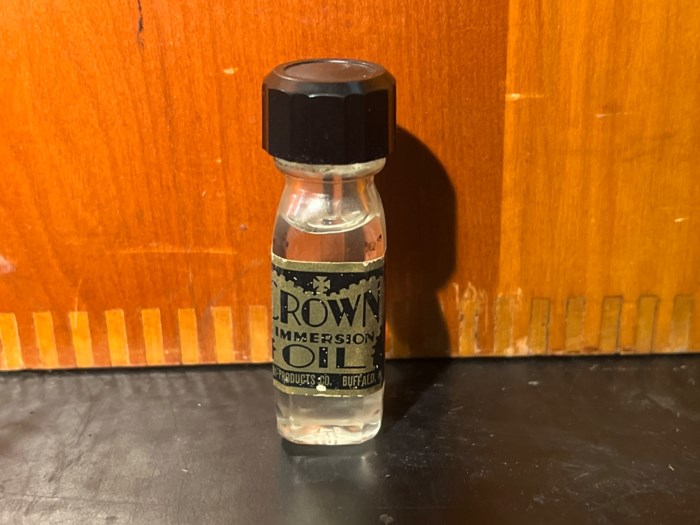 CROWN
IMMERSION
OIL
PRODUCTS CO. BUFFALO,